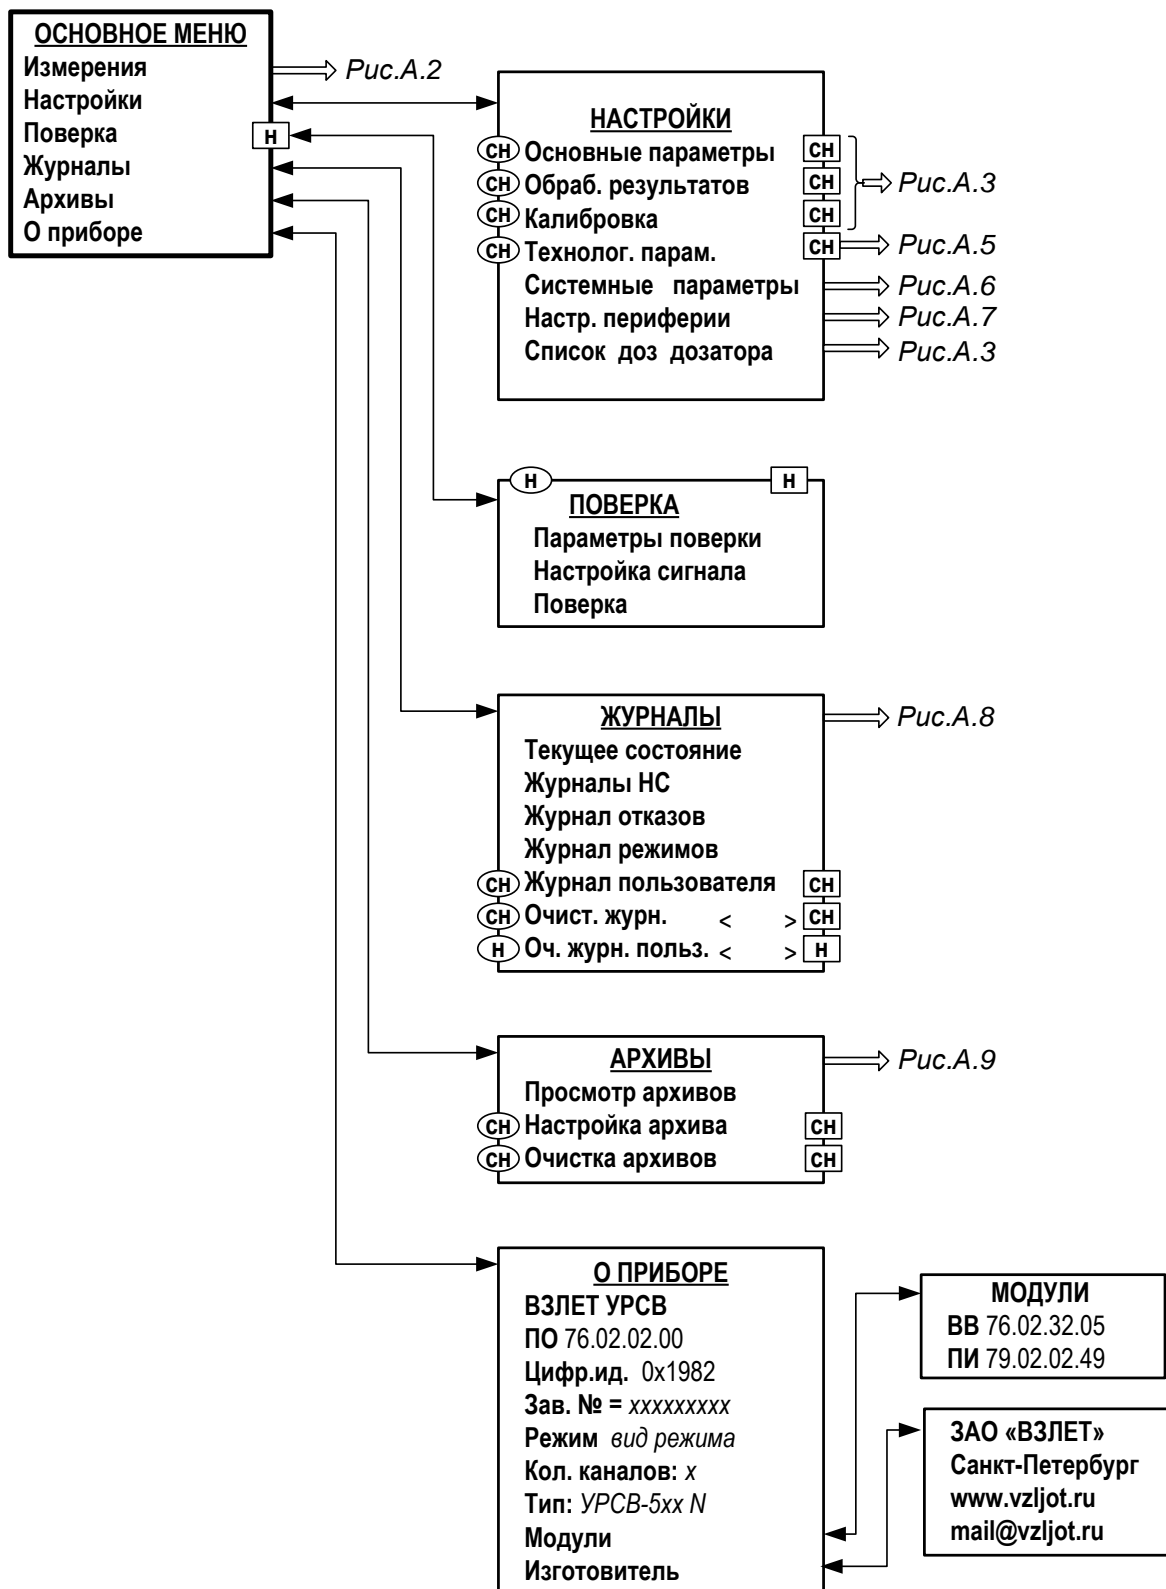 ОСНОВНОЕ МЕНЮ
Измерения
Рис.А.2
Настройки
Поверка
Н
Журналы
Архивы
О приборе
НАСТРОЙКИ
СН Основные параметры СН
СН Обраб. результатов СН
Рис.А.3
СН Калибровка СН
СН Технолог. парам. СН
Рис.А.5
Системные параметры
Рис.А.6
Настр. периферии
Рис.А.7
Список доз дозатора
Рис.А.3
Н
Н
ПОВЕРКА
Параметры поверки
Настройка сигнала
Поверка
ЖУРНАЛЫ
Рис.А.8
Текущее состояние
Журналы НС
Журнал отказов
Журнал режимов
СН Журнал пользователя СН
СН Очист. журн. < > СН
Н Оч. журн. польз. < > Н
АРХИВЫ
Рис.А.9
Просмотр архивов
СН Настройка архива СН
СН Очистка архивов СН
О ПРИБОРЕ
ВЗЛЕТ УРСВ
ПО 76.02.02.00
Цифр.ид. 0x1982
Зав. № = xxxxxxxxx
Режим вид режима
Кол. каналов: x
Тип: УРСВ-5xx N
Модули
Изготовитель
МОДУЛИ
ВВ 76.02.32.05
ПИ 79.02.02.49
ЗАО «ВЗЛЕТ»
Санкт-Петербург
www.vzljot.ru
mail@vzljot.ru